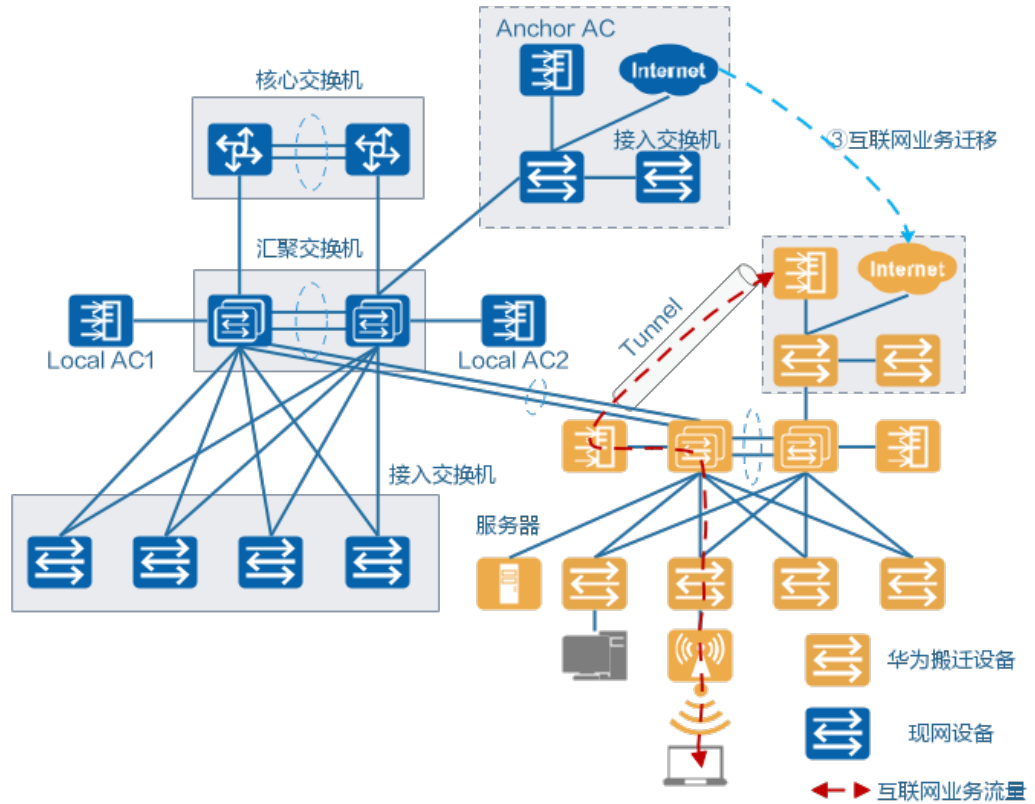 Anchor AC
Internet
核心交换机
③互联网业务迁移
接入交换机
汇聚交换机
Internet
Tunnel
Local AC1
Local AC2
接入交换机
服务器
华为搬迁设备
现网设备
互联网业务流量